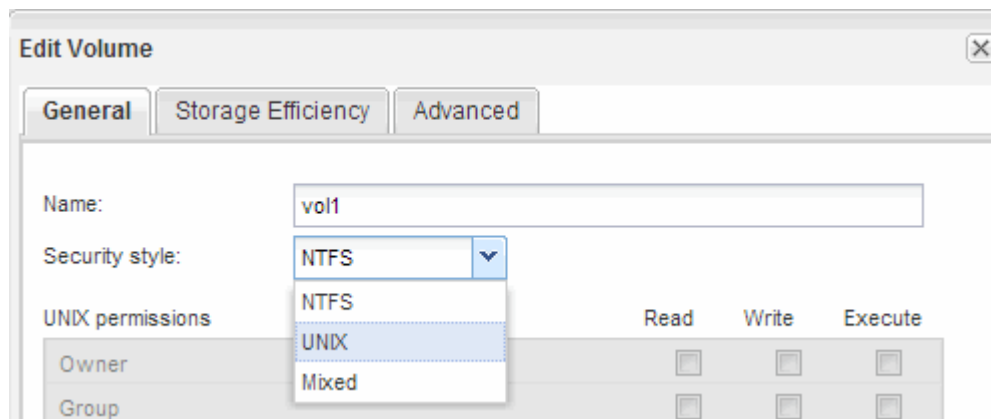 Edit Volume
General Storage Efficiency Advanced
Name: vol1
Security style: NTFS
NTFS
UNIX permissions Read Write Execute
UNIX
Owner
Mixed
Group